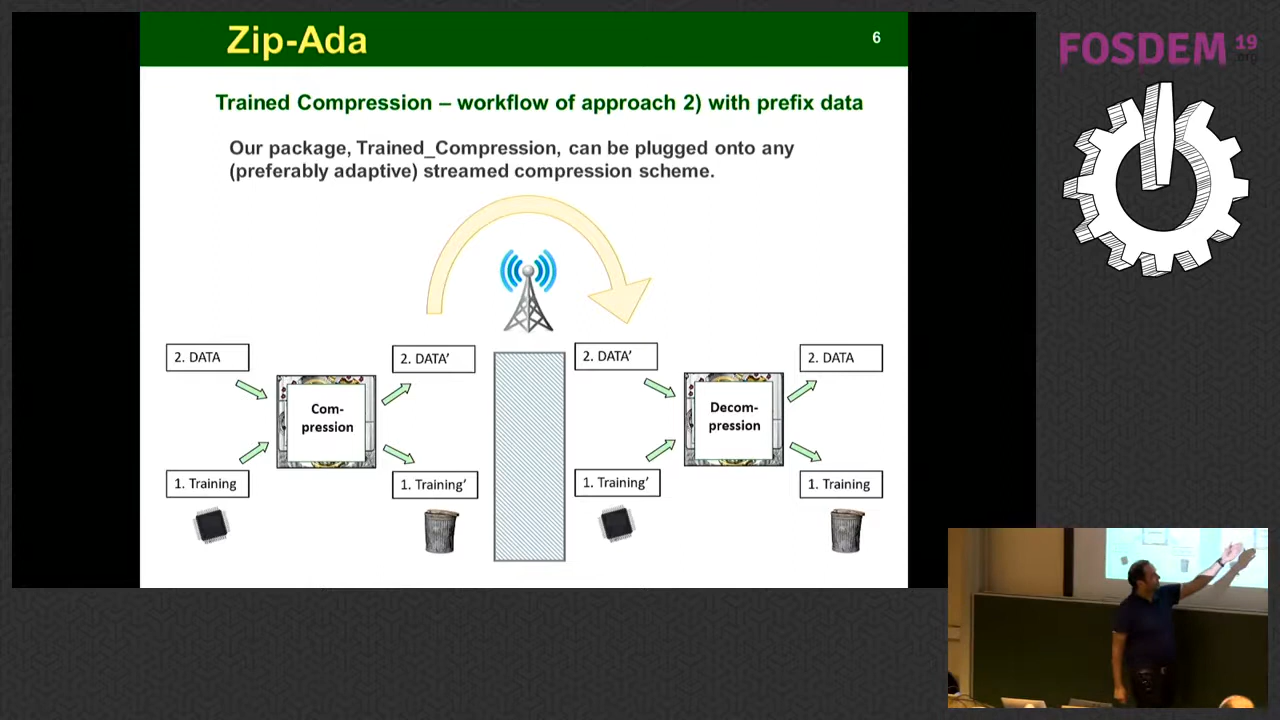 Zip-Ada
6
FOSDEM 19
.org
Trained Compression – workflow of approach 2) with prefix data
Our package, Trained_Compression, can be plugged onto any
(preferably adaptive) streamed compression scheme.
2. DATA
2. DATA′
2. DATA′
2. DATA
Com-
pression
Decom-
pression
1. Training
1. Training′
1. Training′
1. Training